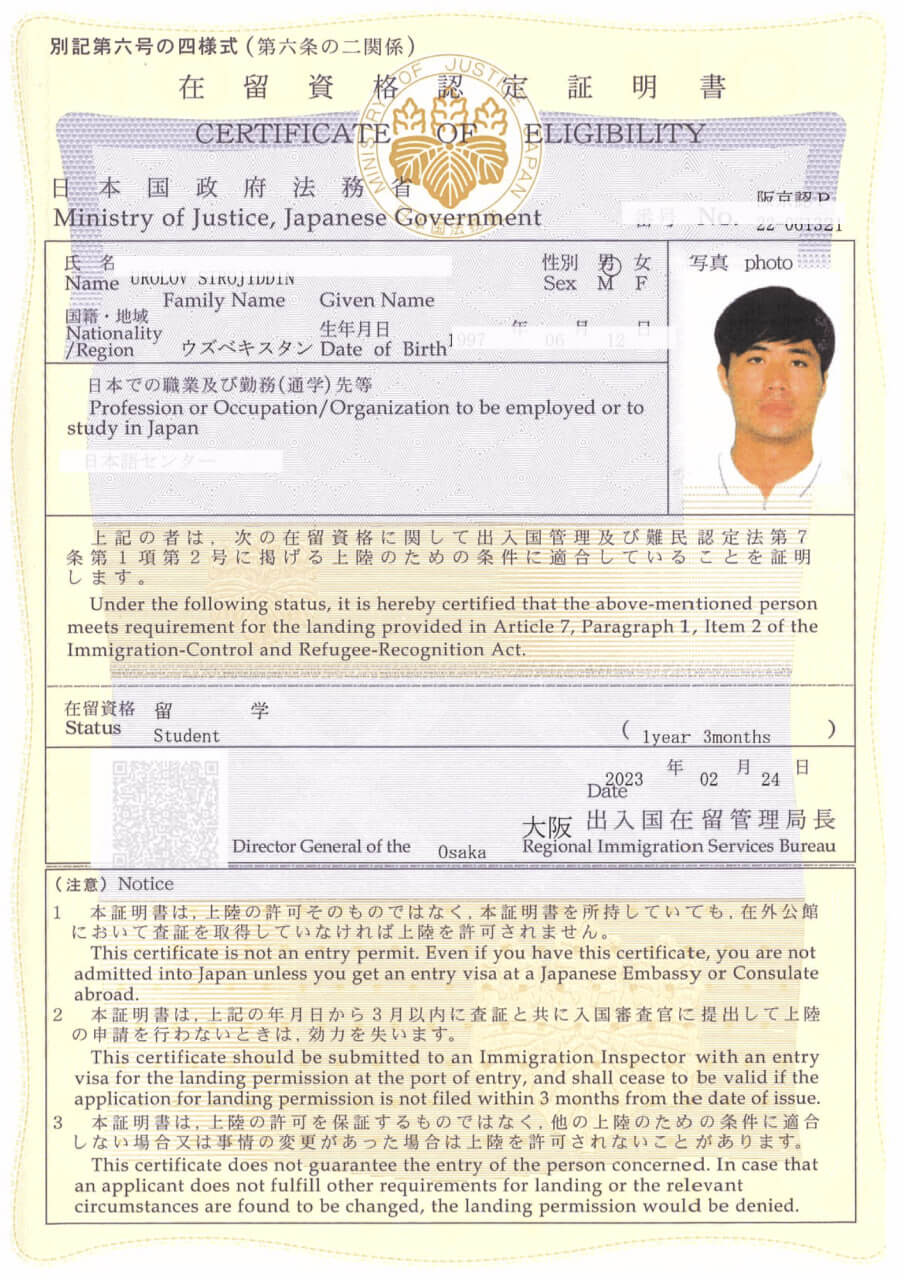 別記第六号の四様式(第六条の二関係)
在留資格認定証明書
CERTIFICATE OF ELIGIBILITY
MINISTRY OF JUSTICE, JAPAN
日本国政府法務省
Ministry of Justice, Japanese Government
阪京認P
番号 No. 22-061321
氏名
Name UROLOV SIROJIDDIN
Family Name Given Name
性別 男 女
Sex M F
写真 photo
国籍・地域
Nationality
/Region ウズベキスタン
生年月日
Date of Birth 1997 年 06 月 12 日
日本での職業及び勤務(通学)先等
Profession or Occupation/Organization to be employed or to
study in Japan
日本語センター
上記の者は, 次の在留資格に関して出入国管理及び難民認定法第7
条第1項第2号に掲げる上陸のための条件に適合していることを証明
します。
Under the following status, it is hereby certified that the above-mentioned person
meets requirement for the landing provided in Article 7, Paragraph 1, Item 2 of the
Immigration-Control and Refugee-Recognition Act.
在留資格 留学
Status Student
( 1year 3months )
Date 2023 年 02 月 24 日
大阪 出入国在留管理局長
Director General of the Osaka Regional Immigration Services Bureau
(注意) Notice
1 本証明書は, 上陸の許可そのものではなく, 本証明書を所持していても, 在外公館
において査証を取得していなければ上陸を許可されません。
This certificate is not an entry permit. Even if you have this certificate, you are not
admitted into Japan unless you get an entry visa at a Japanese Embassy or Consulate
abroad.
2 本証明書は, 上記の年月日から3月以内に査証と共に入国審査官に提出して上陸
の申請を行わないときは, 効力を失います。
This certificate should be submitted to an Immigration Inspector with an entry
visa for the landing permission at the port of entry, and shall cease to be valid if the
application for landing permission is not filed within 3 months from the date of issue.
3 本証明書は, 上陸の許可を保証するものではなく, 他の上陸のための条件に適合
しない場合又は事情の変更があった場合は上陸を許可されないことがあります。
This certificate does not guarantee the entry of the person concerned. In case that
an applicant does not fulfill other requirements for landing or the relevant
circumstances are found to be changed, the landing permission would be denied.